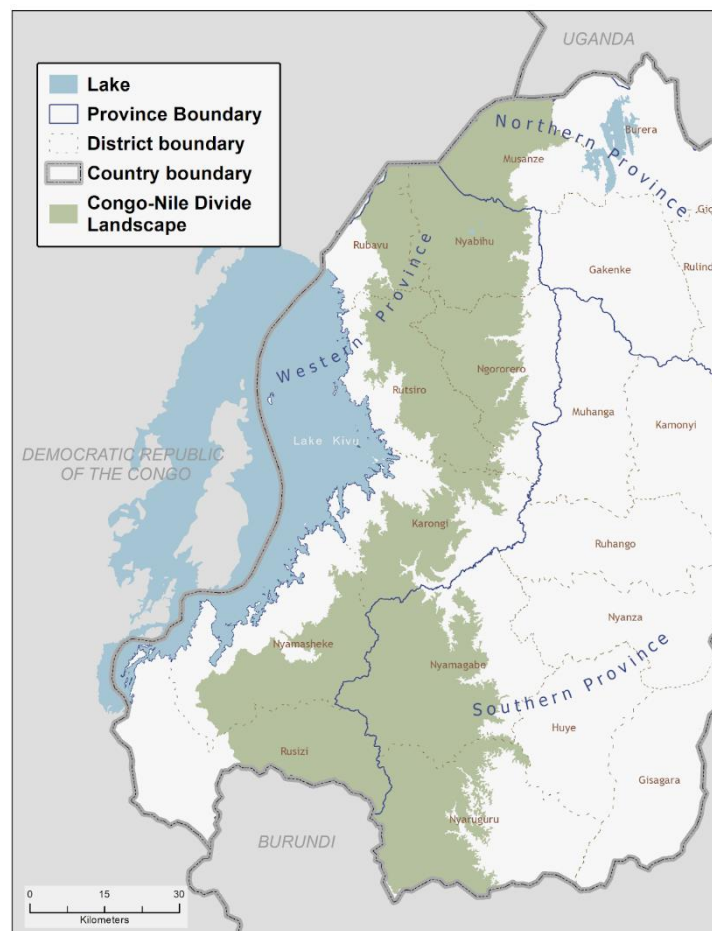 UGANDA
Lake
Province Boundary
District boundary
Country boundary
Congo-Nile Divide
Landscape
Northern Province
Burera
Musanze
Rubavu
Nyabihu
Gakenke
Western Province
Rutsiro
Ngororero
Muhanga
Kamonyi
Lake Kivu
DEMOCRATIC REPUBLIC
OF THE CONGO
Karongi
Ruhango
Nyanza
Nyamasheke
Nyamagabe
Southern Province
Huye
Rusizi
Gisagara
Nyaruguru
BURUNDI
0 15 30
Kilometers